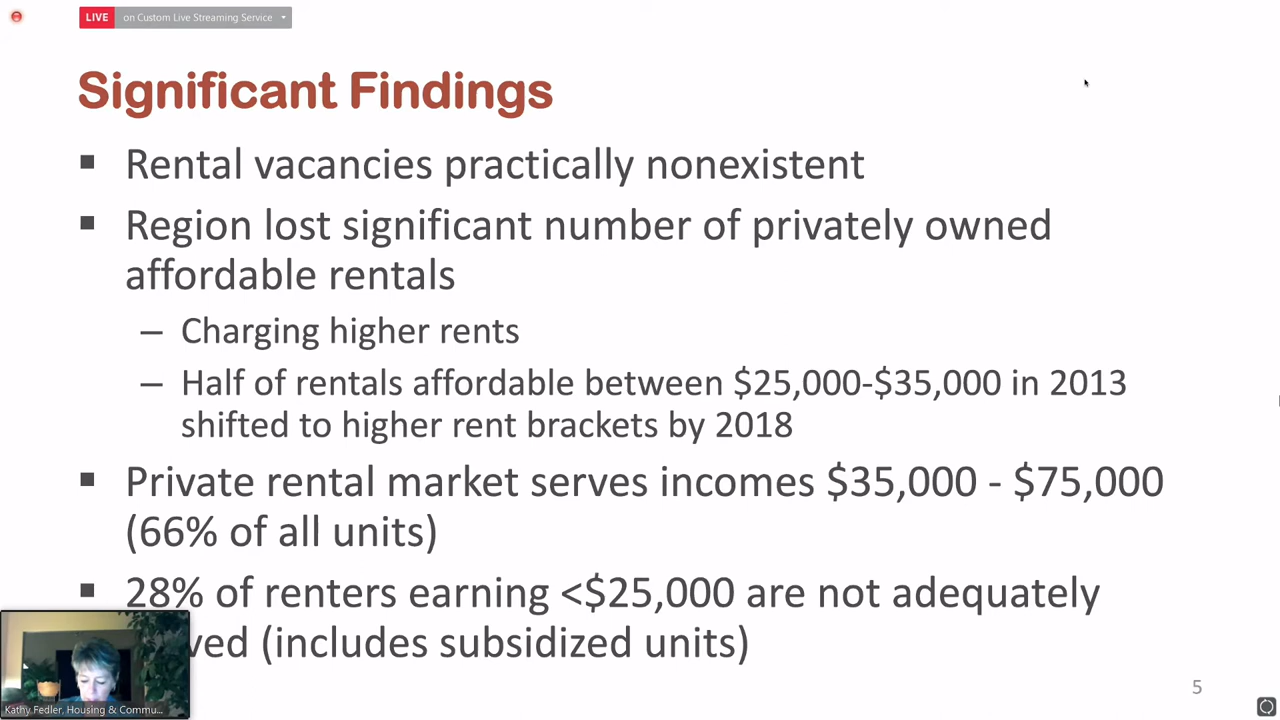 LIVE on Custom Live Streaming Service
Significant Findings
Rental vacancies practically nonexistent
Region lost significant number of privately owned
affordable rentals
– Charging higher rents
– Half of rentals affordable between $25,000-$35,000 in 2013
shifted to higher rent brackets by 2018
Private rental market serves incomes $35,000 - $75,000
(66% of all units)
28% of renters earning <$25,000 are not adequately
ved (includes subsidized units)
Kathy Fedler, Housing & Commu...
5